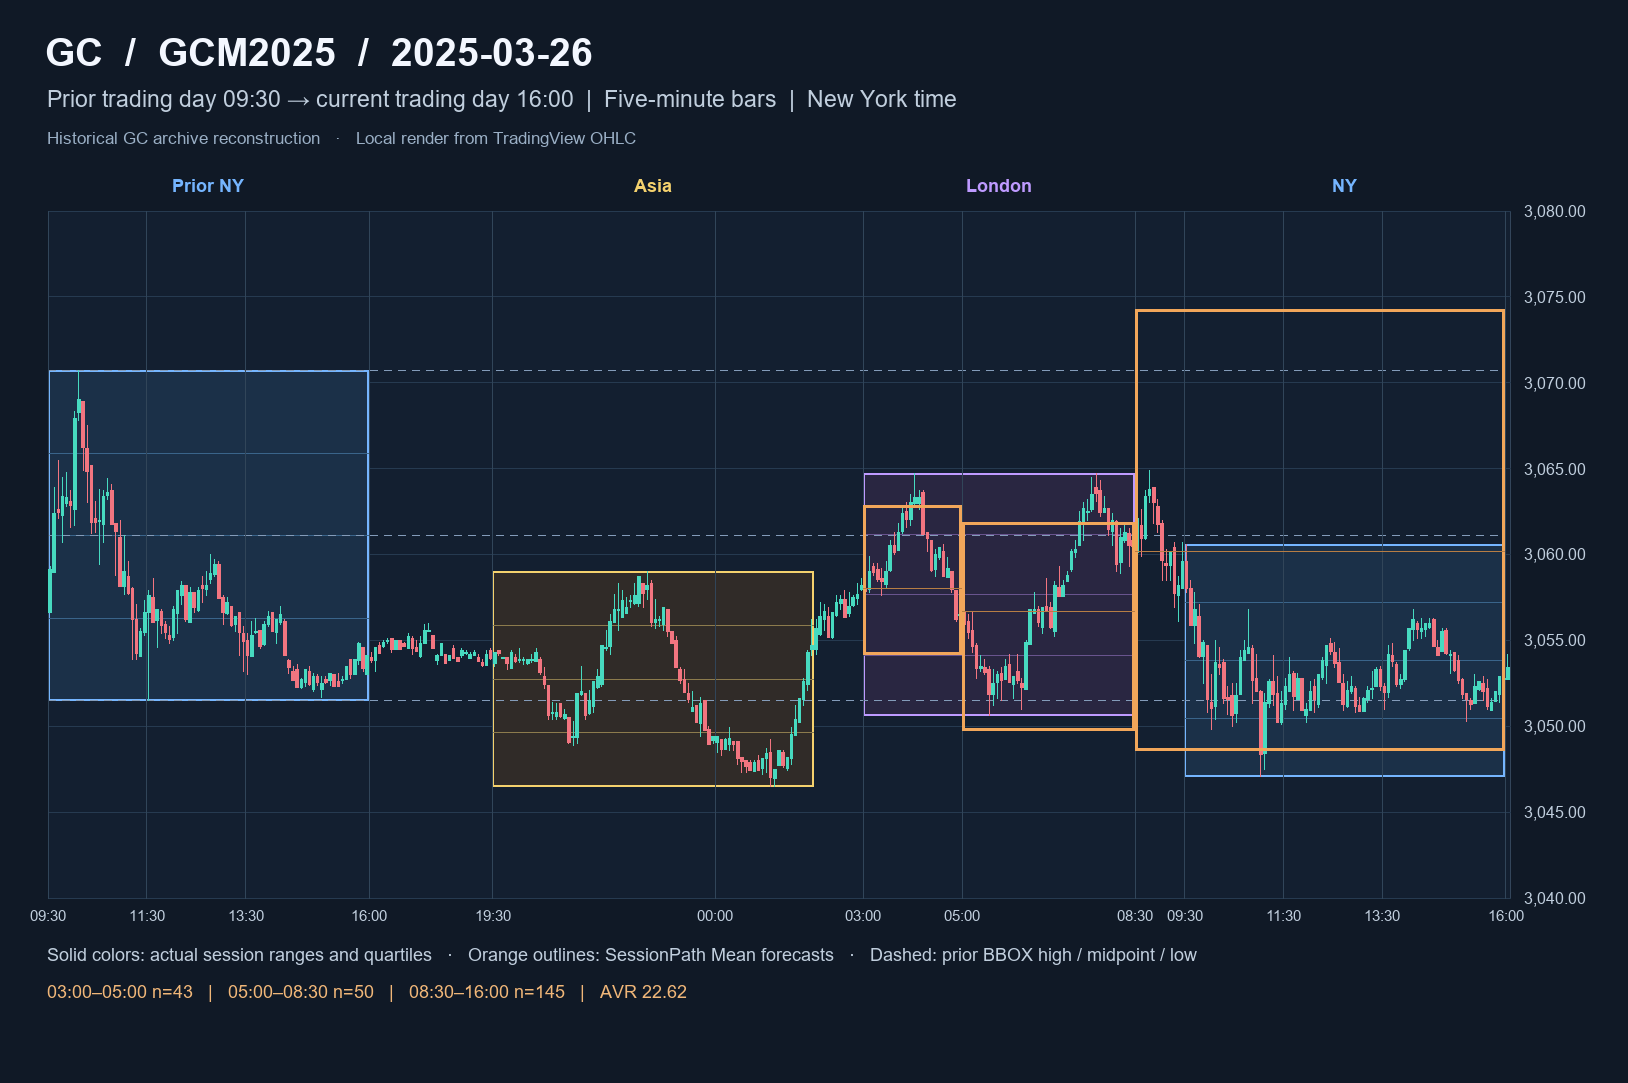 GC / GCM2025 / 2025-03-26
Prior trading day 09:30 → current trading day 16:00 | Five-minute bars | New York time
Historical GC archive reconstruction · Local render from TradingView OHLC
Prior NY Asia London NY
3,080.00
3,075.00
3,070.00
3,065.00
3,060.00
3,055.00
3,050.00
3,045.00
3,040.00
09:30 11:30 13:30 16:00 19:30 00:00 03:00 05:00 08:30 09:30 11:30 13:30 16:00
Solid colors: actual session ranges and quartiles · Orange outlines: SessionPath Mean forecasts · Dashed: prior BBOX high / midpoint / low
03:00–05:00 n=43 | 05:00–08:30 n=50 | 08:30–16:00 n=145 | AVR 22.62